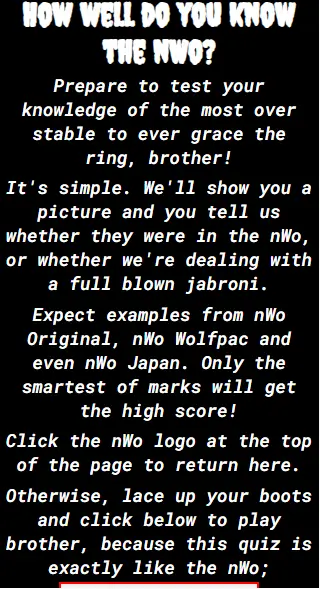 HOW WELL DO YOU KNOW
THE NWO?
Prepare to test your
knowledge of the most over
stable to ever grace the
ring, brother!
It's simple. We'll show you a
picture and you tell us
whether they were in the nWo,
or whether we're dealing with
a full blown jabroni.
Expect examples from nWo
Original, nWo Wolfpac and
even nWo Japan. Only the
smartest of marks will get
the high score!
Click the nWo logo at the top
of the page to return here.
Otherwise, lace up your boots
and click below to play
brother, because this quiz is
exactly like the nWo;